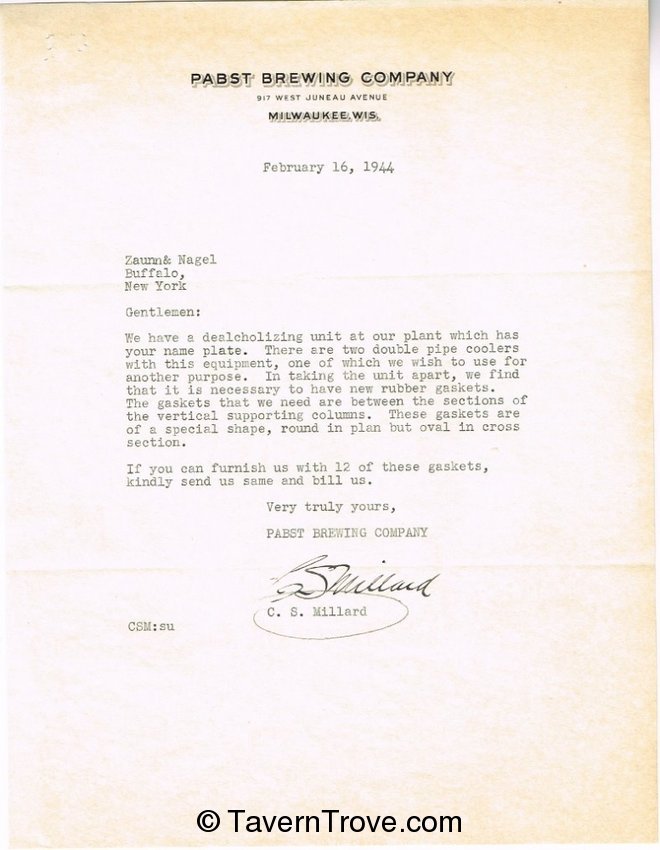 PABST BREWING COMPANY
917 WEST JUNEAU AVENUE
MILWAUKEE, WIS.
February 16, 1944
Zaunn& Nagel
Buffalo,
New York
Gentlemen:
We have a dealcholizing unit at our plant which has
your name plate. There are two double pipe coolers
with this equipment, one of which we wish to use for
another purpose. In taking the unit apart, we find
that it is necessary to have new rubber gaskets.
The gaskets that we need are between the sections of
the vertical supporting columns. These gaskets are
of a special shape, round in plan but oval in cross
section.
If you can furnish us with 12 of these gaskets,
kindly send us same and bill us.
Very truly yours,
PABST BREWING COMPANY
CSMillard
C. S. Millard
CSM:su
© TavernTrove.com